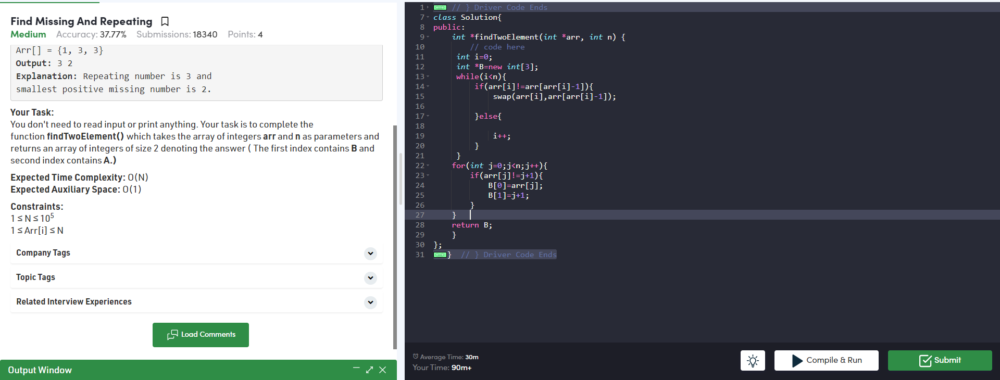 Find Missing And Repeating
Medium Accuracy: 37.77% Submissions: 18340 Points: 4
Arr[] = {1, 3, 3}
Output: 3 2
Explanation: Repeating number is 3 and
smallest positive missing number is 2.
Your Task:
You don't need to read input or print anything. Your task is to complete the
function findTwoElement() which takes the array of integers arr and n as parameters and
returns an array of integers of size 2 denoting the answer ( The first index contains B and
second index contains A.)
Expected Time Complexity: O(N)
Expected Auxiliary Space: O(1)
Constraints:
1 ≤ N ≤ 10⁵
1 ≤ Arr[i] ≤ N
Company Tags
Topic Tags
Related Interview Experiences
Load Comments
Output Window
1 // } Driver Code Ends
7 class Solution{
8 public:
9 int *findTwoElement(int *arr, int n) {
10 // code here
11 int i=0;
12 int *B=new int[3];
13 while(i<n){
14 if(arr[i]!=arr[arr[i]-1]){
15 swap(arr[i],arr[arr[i]-1]);
16
17 }else{
18
19 i++;
20 }
21 }
22 for(int j=0;j<n;j++){
23 if(arr[j]!=j+1){
24 B[0]=arr[j];
25 B[1]=j+1;
26 }
27 }
28 return B;
29 }
30 };
31 } // } Driver Code Ends
Average Time: 30m
Your Time: 90m+
Compile & Run
Submit